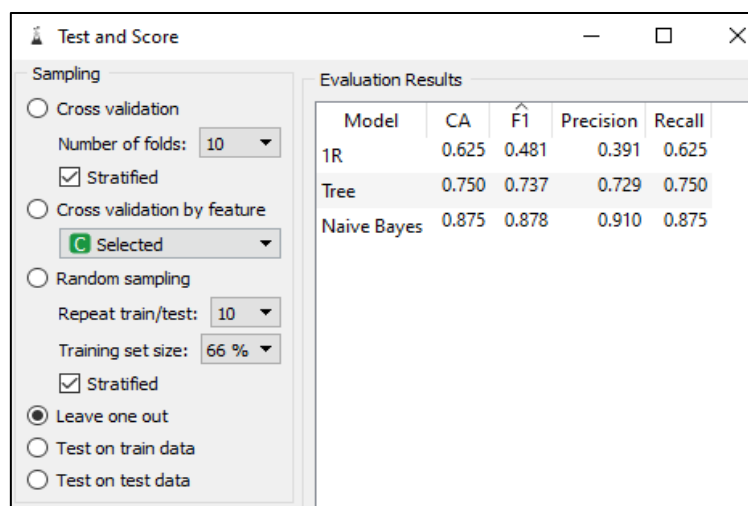 Test and Score
Sampling
Cross validation
Number of folds: 10
Stratified
Cross validation by feature
C Selected
Random sampling
Repeat train/test: 10
Training set size: 66 %
Stratified
Leave one out
Test on train data
Test on test data
Evaluation Results
Model CA F1 Precision Recall
1R 0.625 0.481 0.391 0.625
Tree 0.750 0.737 0.729 0.750
Naive Bayes 0.875 0.878 0.910 0.875